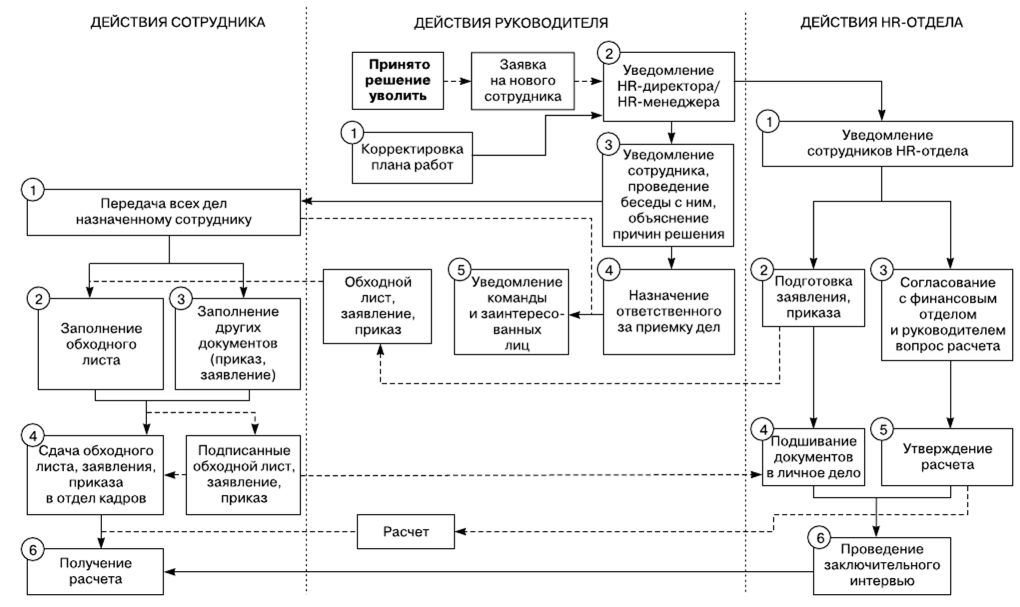 ДЕЙСТВИЯ СОТРУДНИКА
ДЕЙСТВИЯ РУКОВОДИТЕЛЯ
ДЕЙСТВИЯ HR-ОТДЕЛА
Принято
решение
уволить
Заявка
на нового
сотрудника
2
Уведомление
HR-директора/
HR-менеджера
1
Корректировка
плана работ
1
Уведомление
сотрудников HR-отдела
3
Уведомление
сотрудника,
проведение
беседы с ним,
объяснение
причин решения
1
Передача всех дел
назначенному сотруднику
2
Заполнение
обходного
листа
3
Заполнение
других
документов
(приказ,
заявление)
Обходной
лист,
заявление,
приказ
5
Уведомление
команды
и заинтересо-
ванных
лиц
4
Назначение
ответственного
за приемку дел
2
Подготовка
заявления,
приказа
3
Согласование
с финансовым
отделом
и руководителем
вопрос расчета
4
Сдача обходного
листа, заявления,
приказа
в отдел кадров
Подписанные
обходной лист,
заявление,
приказ
4
Подшивание
документов
в личное дело
5
Утверждение
расчета
Расчет
6
Получение
расчета
6
Проведение
заключительного
интервью